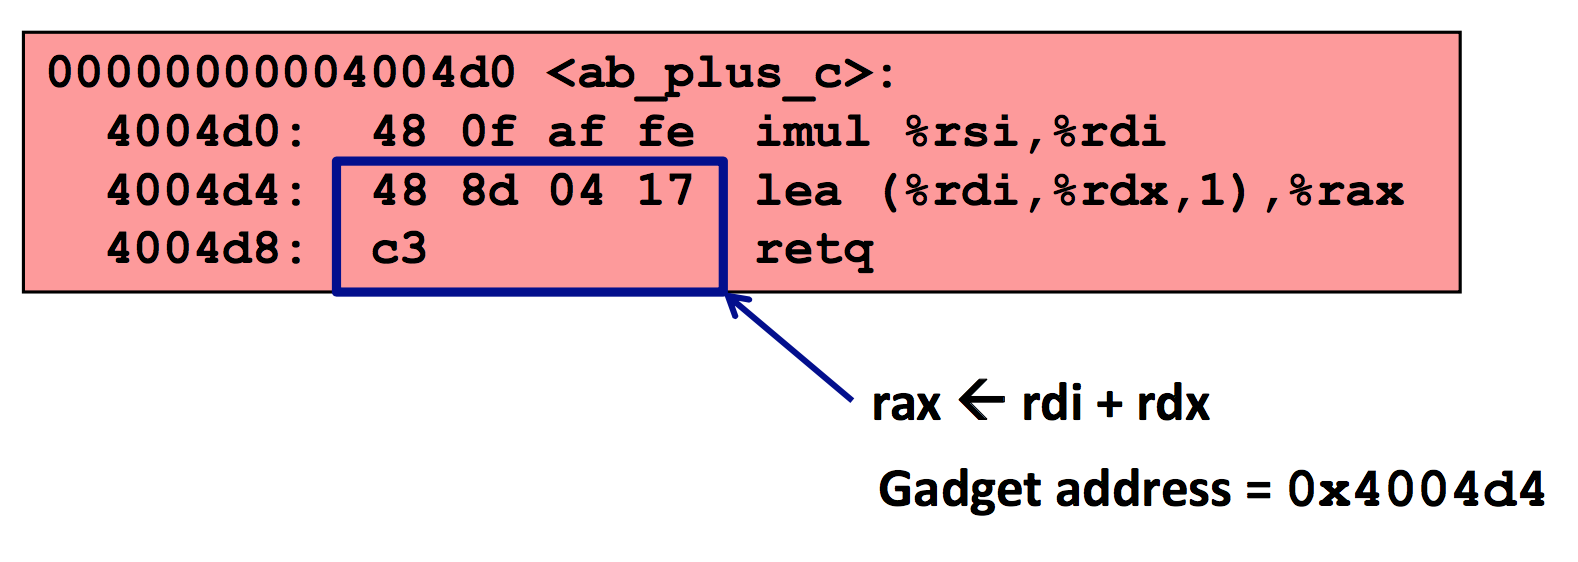 00000000004004d0 <ab_plus_c>:
4004d0: 48 0f af fe imul %rsi,%rdi
4004d4: 48 8d 04 17 lea (%rdi,%rdx,1),%rax
4004d8: c3 retq
rax ← rdi + rdx
Gadget address = 0x4004d4